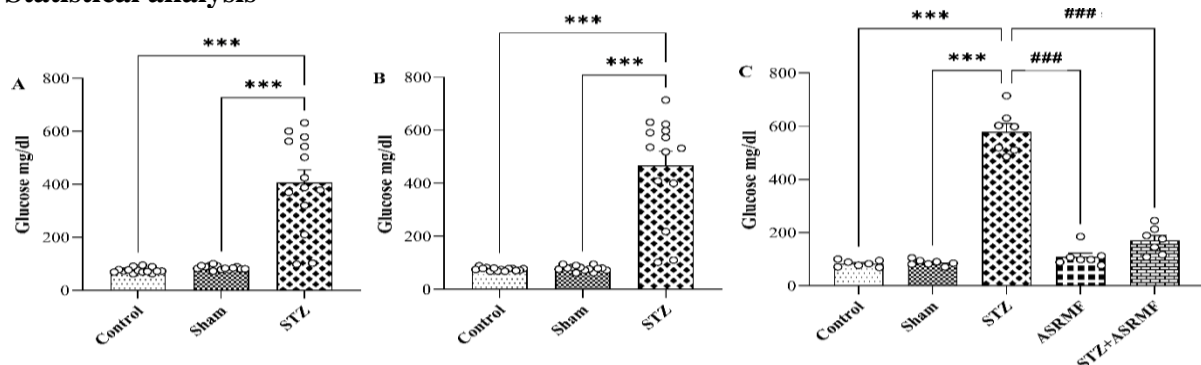 Statistical analysis
A
***
***
Glucose mg/dl
800
600
400
200
0
Control
Sham
STZ
B
***
***
Glucose mg/dl
800
600
400
200
0
Control
Sham
STZ
C
***
###
***
###
Glucose mg/dl
800
600
400
200
0
Control
Sham
STZ
ASRMF
STZ+ASRMF